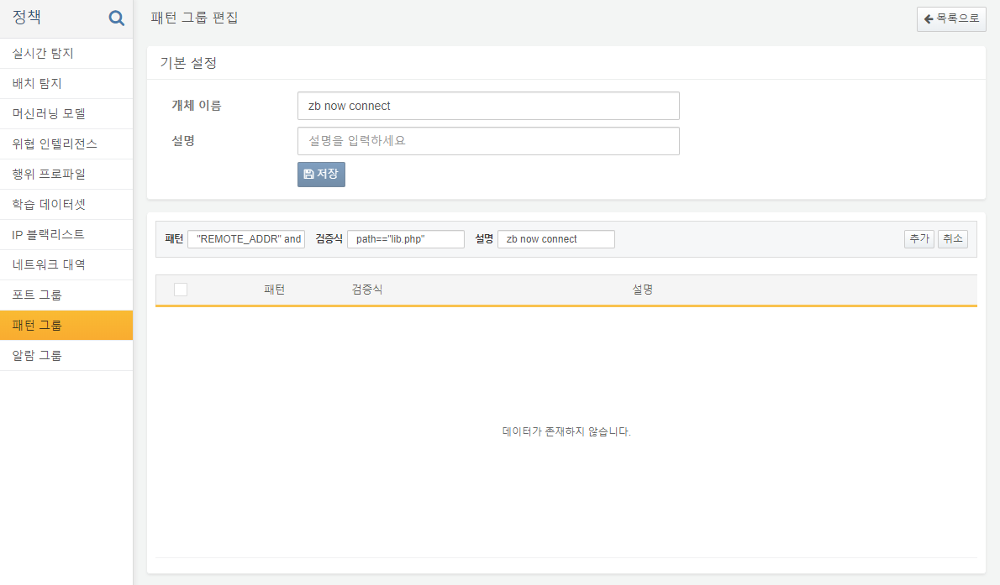 정책
실시간 탐지
배치 탐지
머신러닝 모델
위협 인텔리전스
행위 프로파일
학습 데이터셋
IP 블랙리스트
네트워크 대역
포트 그룹
패턴 그룹
알람 그룹
패턴 그룹 편집
목록으로
기본 설정
개체 이름 zb now connect
설명 설명을 입력하세요
저장
패턴 "REMOTE_ADDR" and 검증식 path=="lib.php" 설명 zb now connect 추가 취소
패턴 검증식 설명
데이터가 존재하지 않습니다.